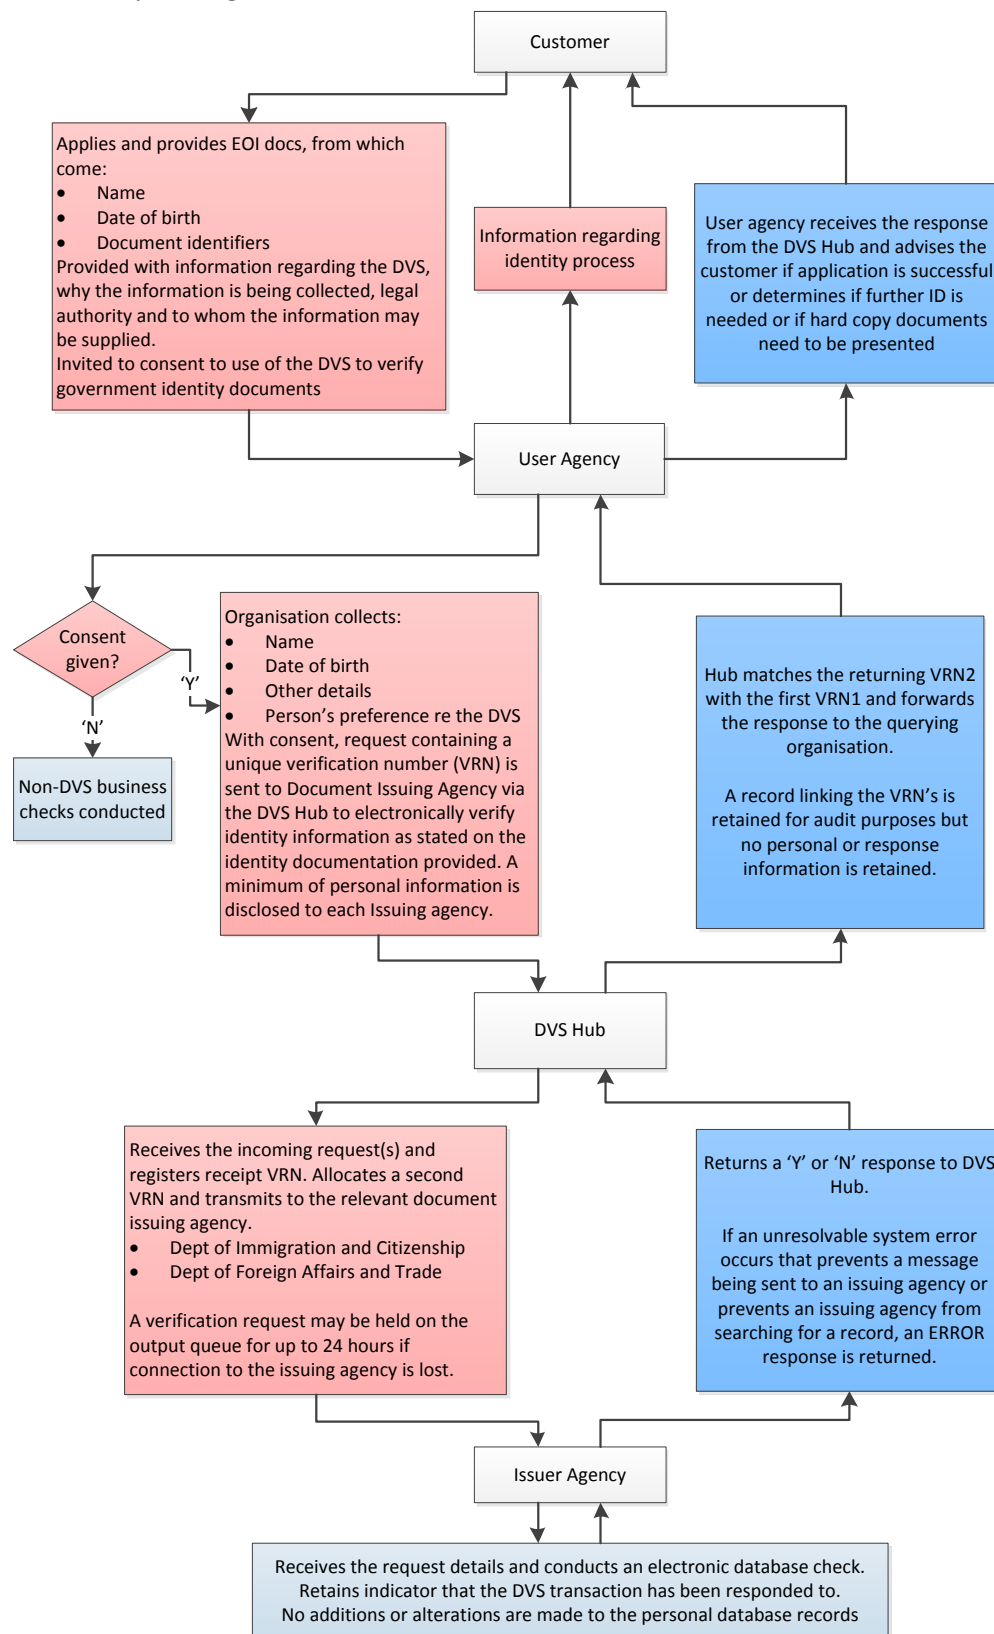 Customer
Applies and provides EOI docs, from which
come:
• Name
• Date of birth
• Document identifiers
Provided with information regarding the DVS,
why the information is being collected, legal
authority and to whom the information may
be supplied.
Invited to consent to use of the DVS to verify
government identity documents
Information regarding
identity process
User agency receives the response
from the DVS Hub and advises the
customer if application is successful
or determines if further ID is
needed or if hard copy documents
need to be presented
User Agency
Consent
given?
‘Y’
‘N’
Non-DVS business
checks conducted
Organisation collects:
• Name
• Date of birth
• Other details
• Person’s preference re the DVS
With consent, request containing a
unique verification number (VRN) is
sent to Document Issuing Agency via
the DVS Hub to electronically verify
identity information as stated on the
identity documentation provided. A
minimum of personal information is
disclosed to each Issuing agency.
Hub matches the returning VRN2
with the first VRN1 and forwards
the response to the querying
organisation.
A record linking the VRN’s is
retained for audit purposes but
no personal or response
information is retained.
DVS Hub
Receives the incoming request(s) and
registers receipt VRN. Allocates a second
VRN and transmits to the relevant document
issuing agency.
• Dept of Immigration and Citizenship
• Dept of Foreign Affairs and Trade
A verification request may be held on the
output queue for up to 24 hours if
connection to the issuing agency is lost.
Returns a ‘Y’ or ‘N’ response to DVS
Hub.
If an unresolvable system error
occurs that prevents a message
being sent to an issuing agency or
prevents an issuing agency from
searching for a record, an ERROR
response is returned.
Issuer Agency
Receives the request details and conducts an electronic database check.
Retains indicator that the DVS transaction has been responded to.
No additions or alterations are made to the personal database records